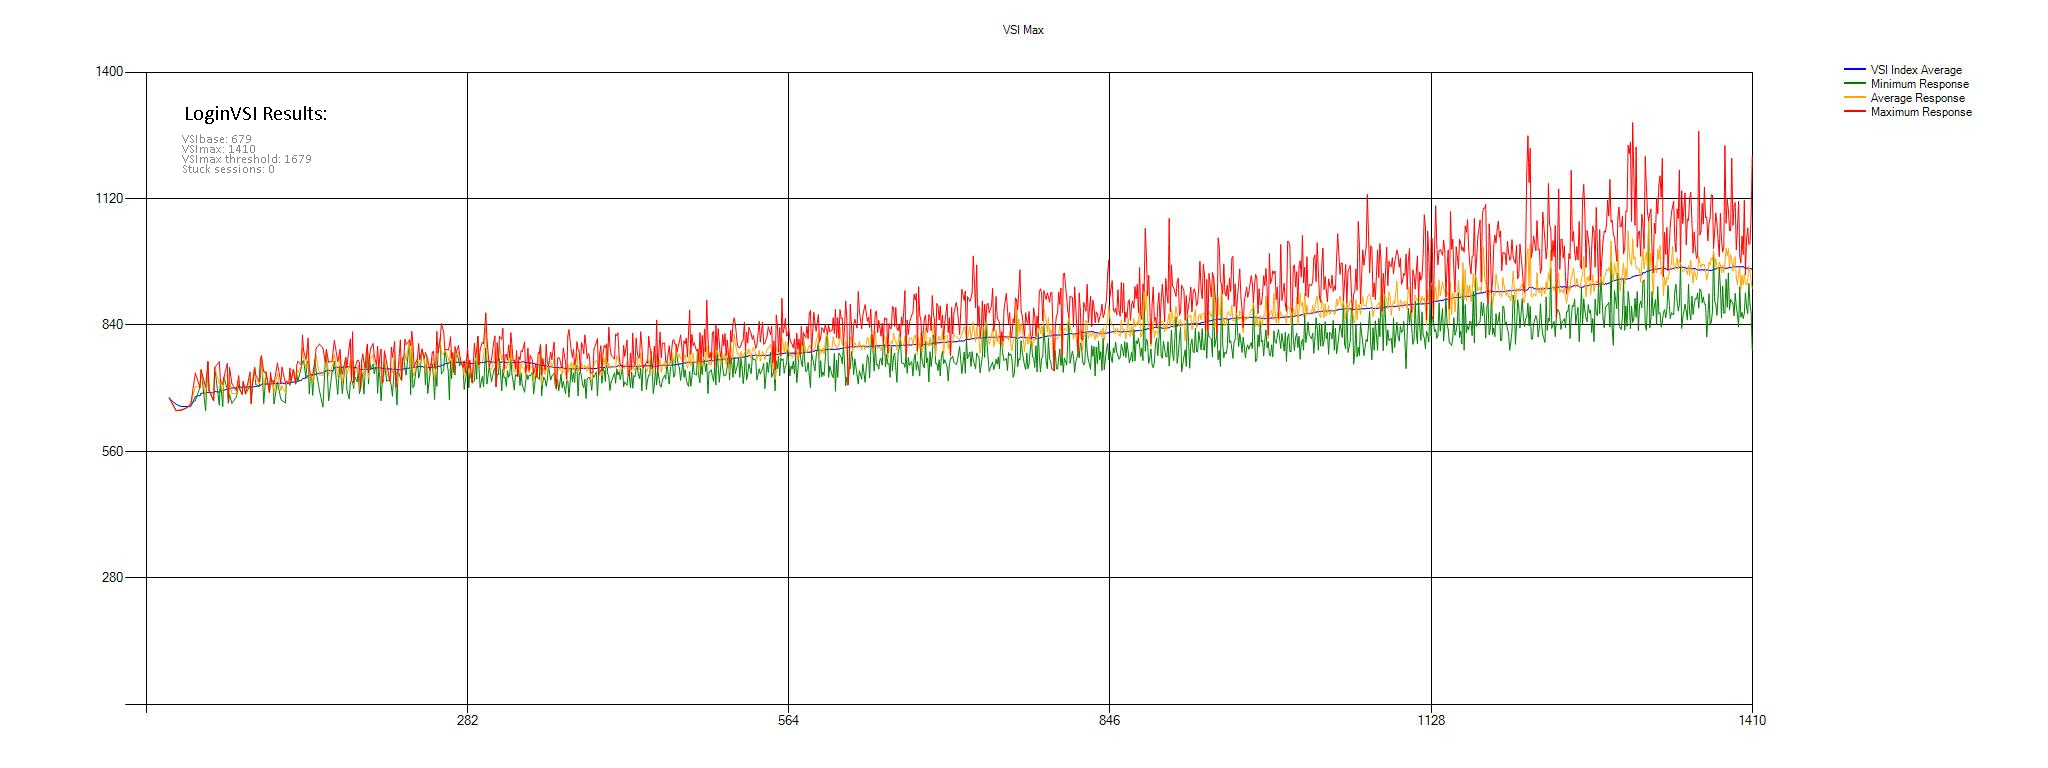 VSI Max
1400
1120
840
560
280
LoginVSI Results:
VSIbase: 679
VSImax: 1410
VSImax threshold: 1679
Stuck sessions: 0
282
564
846
1128
1410
VSI Index Average
Minimum Response
Average Response
Maximum Response